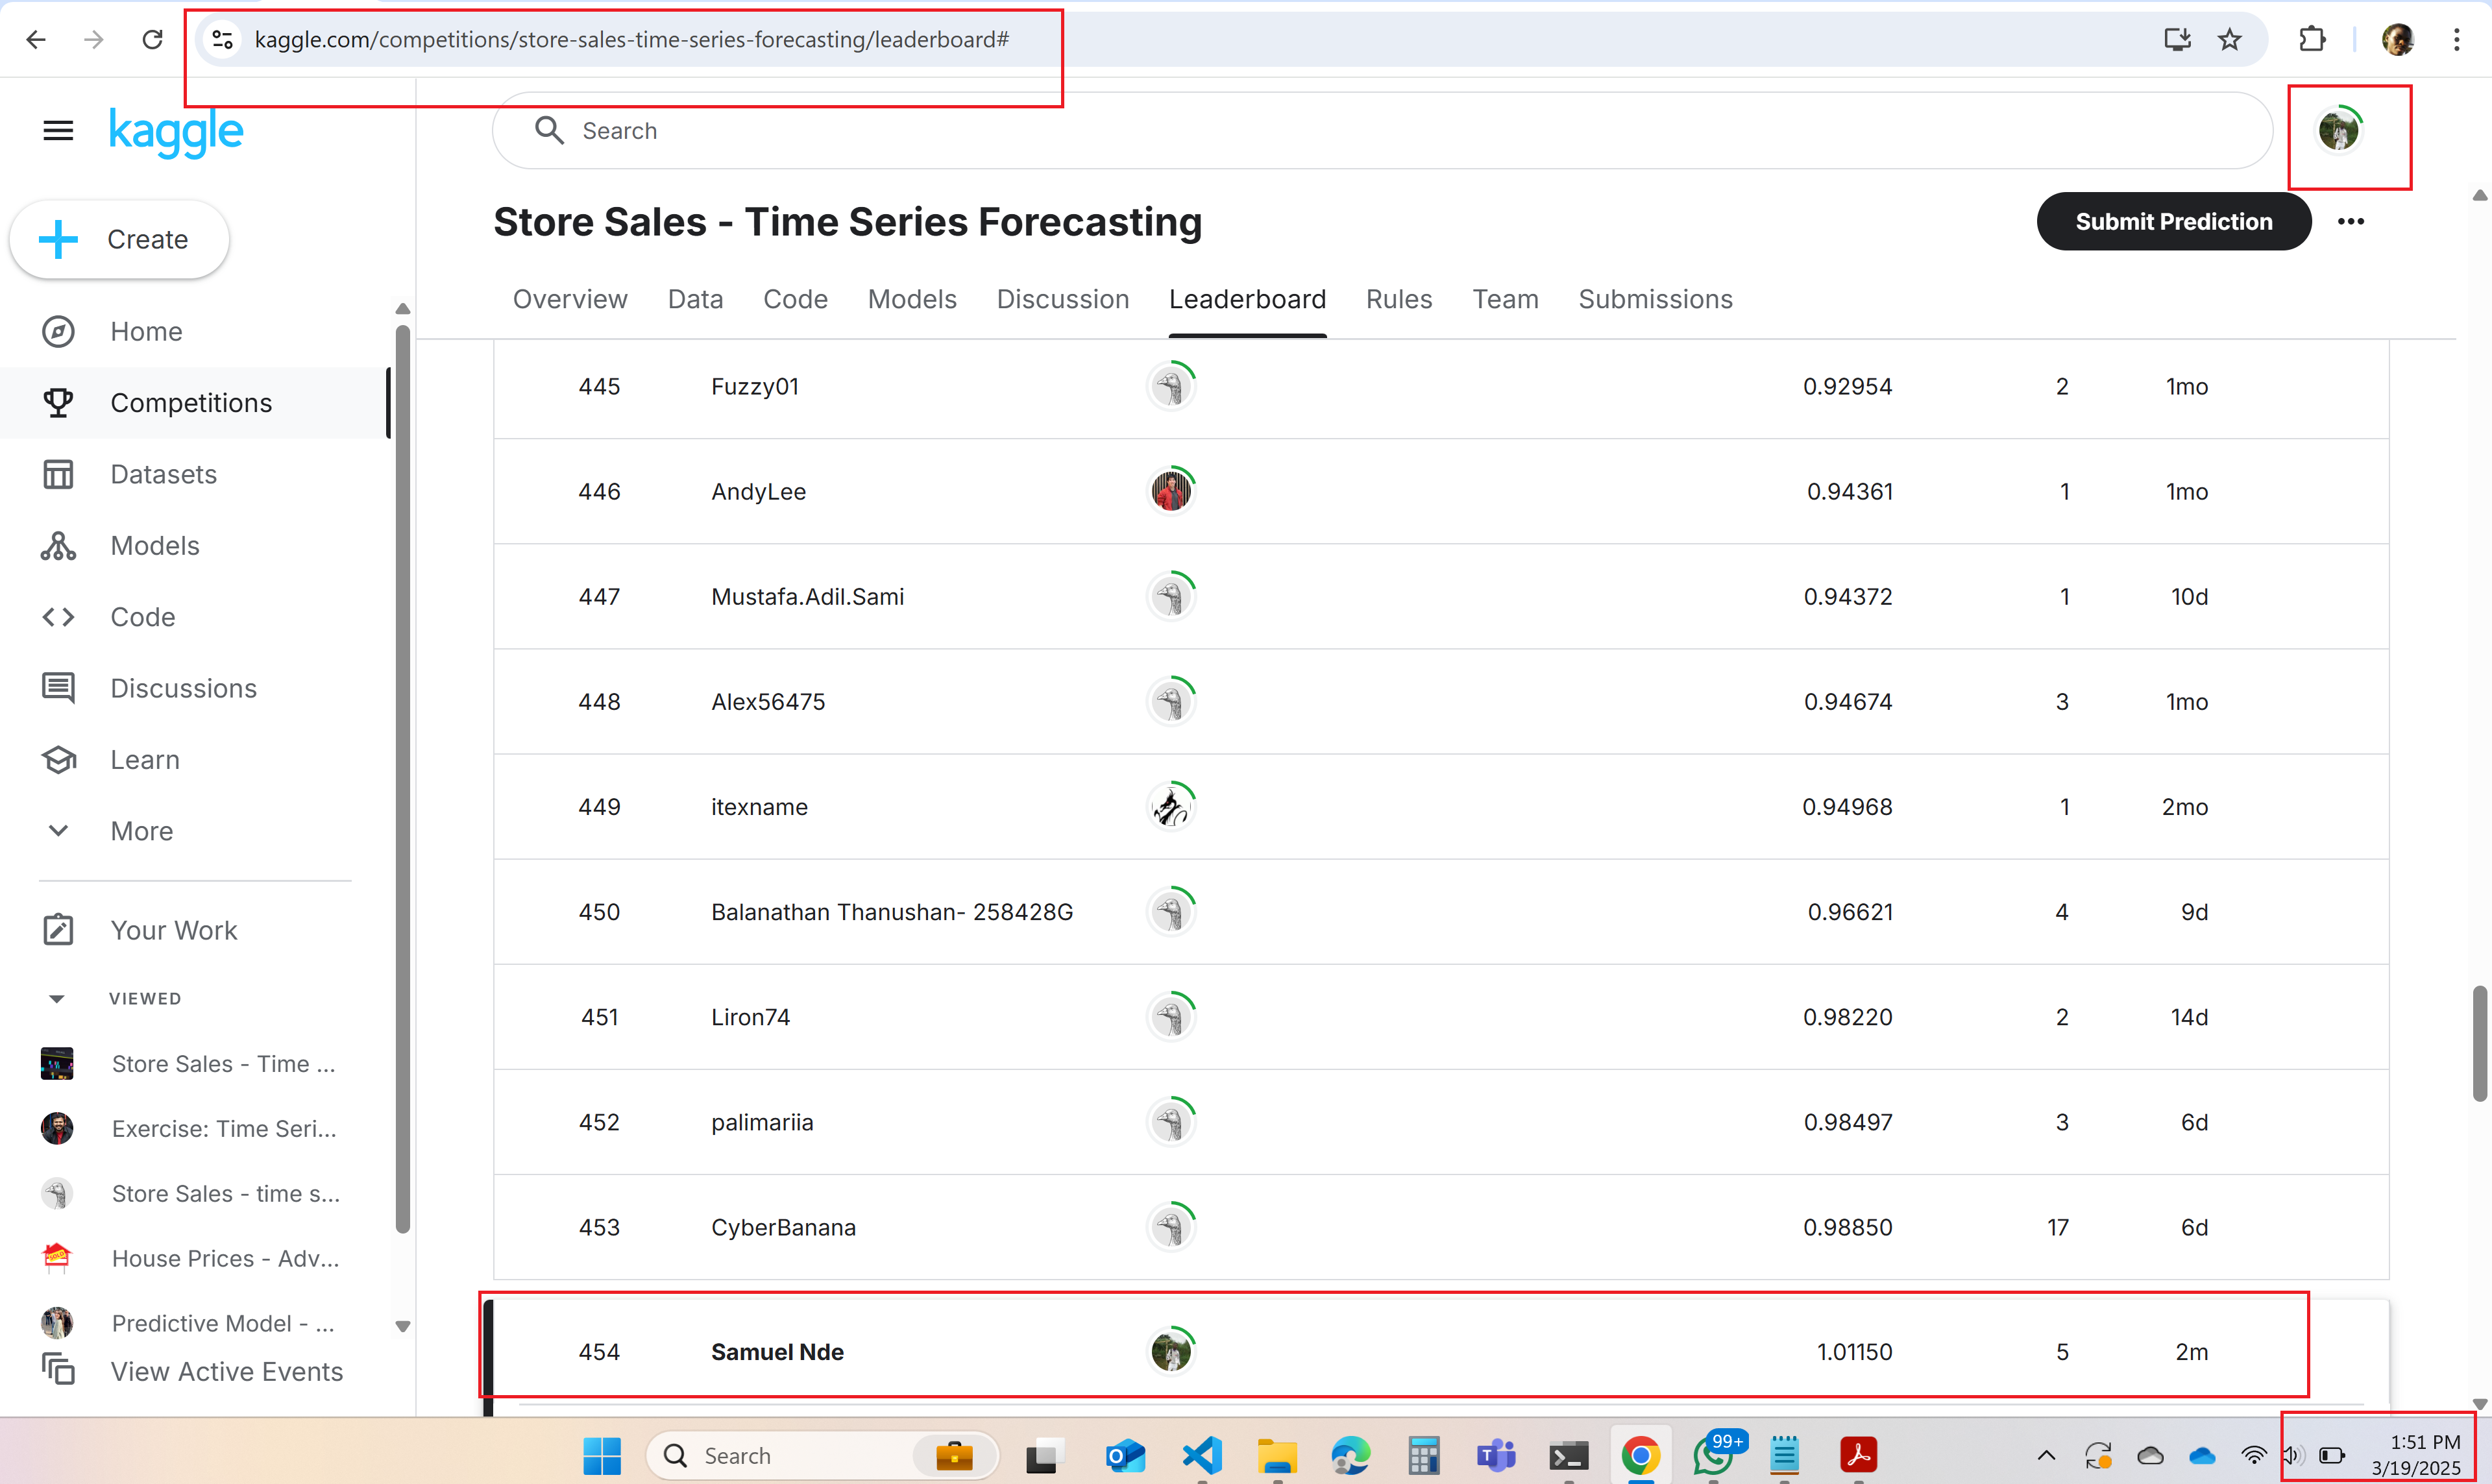 kaggle.com/competitions/store-sales-time-series-forecasting/leaderboard#
kaggle
Search
Create
Store Sales - Time Series Forecasting
Submit Prediction
Overview Data Code Models Discussion Leaderboard Rules Team Submissions
Home
Competitions
Datasets
Models
Code
Discussions
Learn
More
Your Work
VIEWED
Store Sales - Time ...
Exercise: Time Seri...
Store Sales - time s...
House Prices - Adv...
Predictive Model - ...
View Active Events
445 Fuzzy01 0.92954 2 1mo
446 AndyLee 0.94361 1 1mo
447 Mustafa.Adil.Sami 0.94372 1 10d
448 Alex56475 0.94674 3 1mo
449 itexname 0.94968 1 2mo
450 Balanathan Thanushan- 258428G 0.96621 4 9d
451 Liron74 0.98220 2 14d
452 palimariia 0.98497 3 6d
453 CyberBanana 0.98850 17 6d
454 Samuel Nde 1.01150 5 2m
Search
99+
1:51 PM
3/19/2025